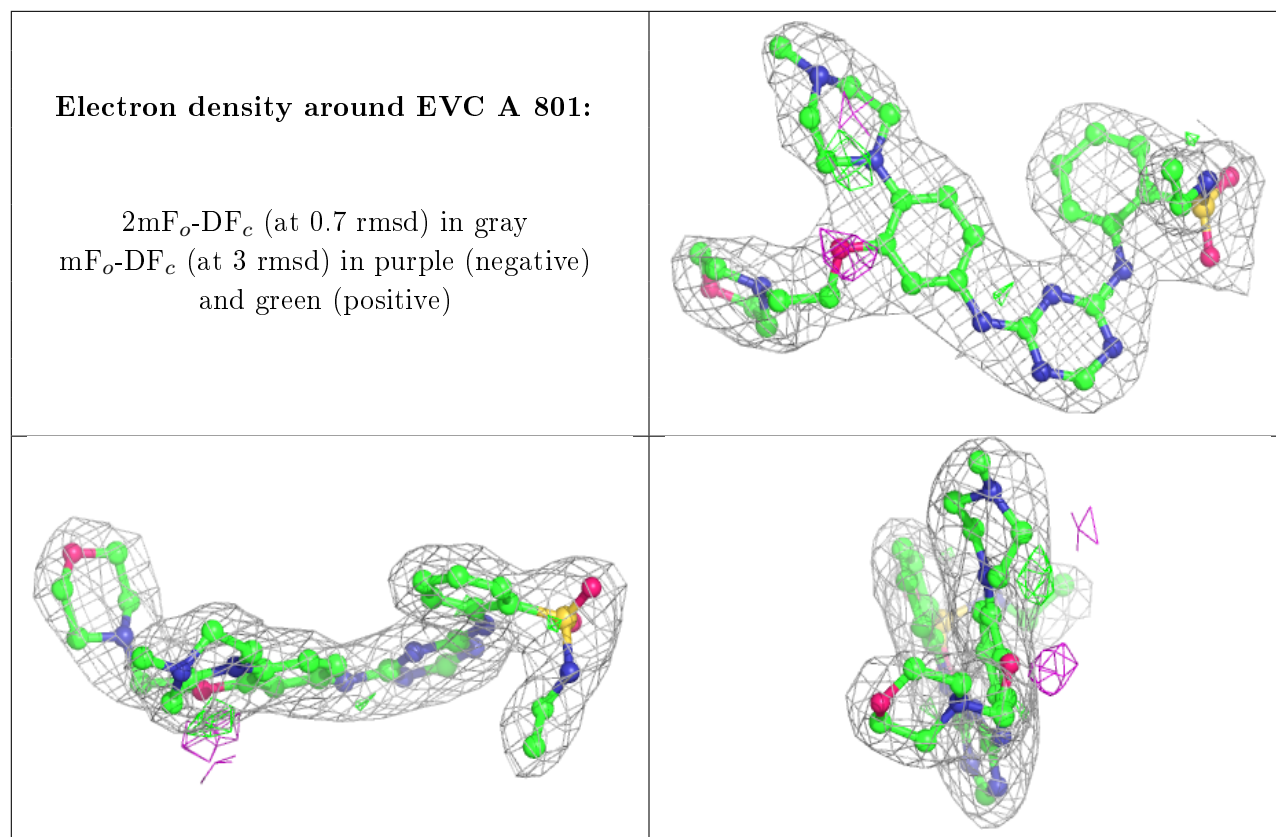 Electron density around EVC A 801:
2mFo-DFc (at 0.7 rmsd) in gray
mFo-DFc (at 3 rmsd) in purple (negative)
and green (positive)